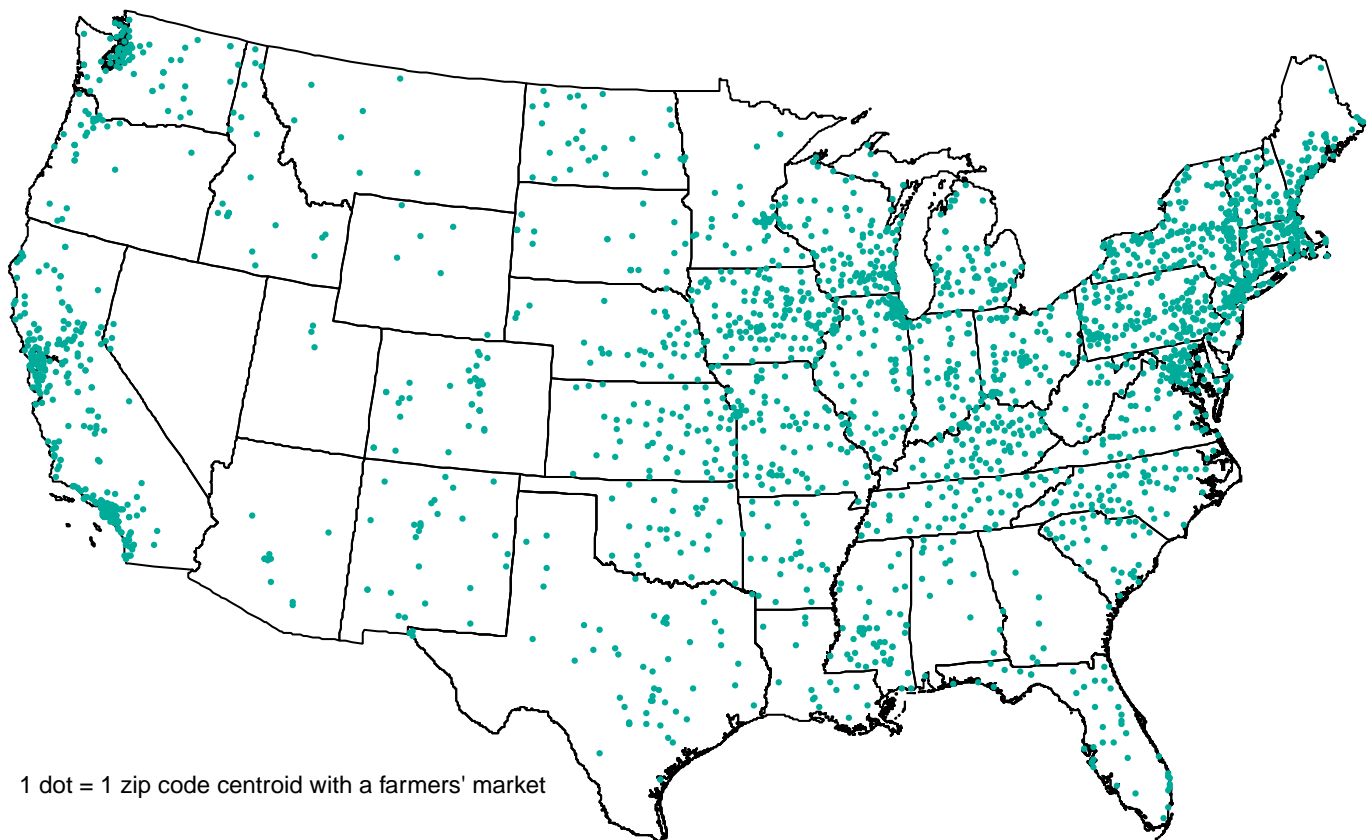 1 dot = 1 zip code centroid with a farmers' market